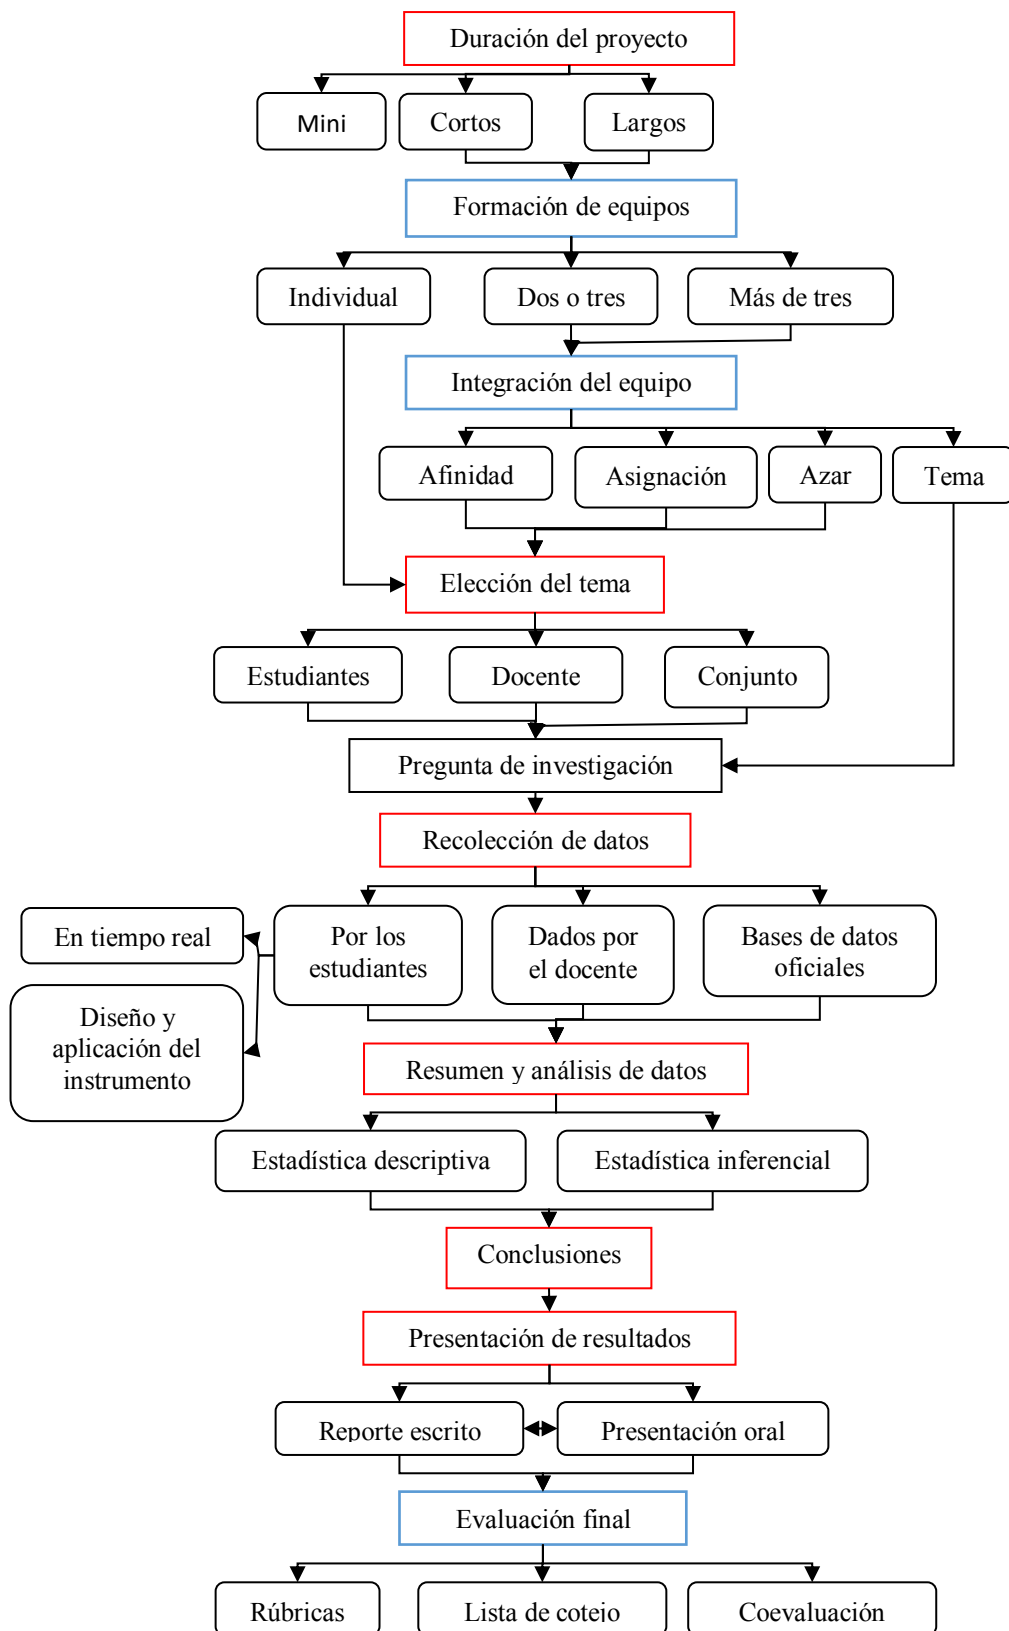 Duración del proyecto
Mini
Cortos
Largos
Formación de equipos
Individual
Dos o tres
Más de tres
Integración del equipo
Afinidad
Asignación
Azar
Tema
Elección del tema
Estudiantes
Docente
Conjunto
Pregunta de investigación
Recolección de datos
En tiempo real
Por los
estudiantes
Dados por
el docente
Bases de datos
oficiales
Diseño y
aplicación del
instrumento
Resumen y análisis de datos
Estadística descriptiva
Estadística inferencial
Conclusiones
Presentación de resultados
Reporte escrito
Presentación oral
Evaluación final
Rúbricas
Lista de cotejo
Coevaluación